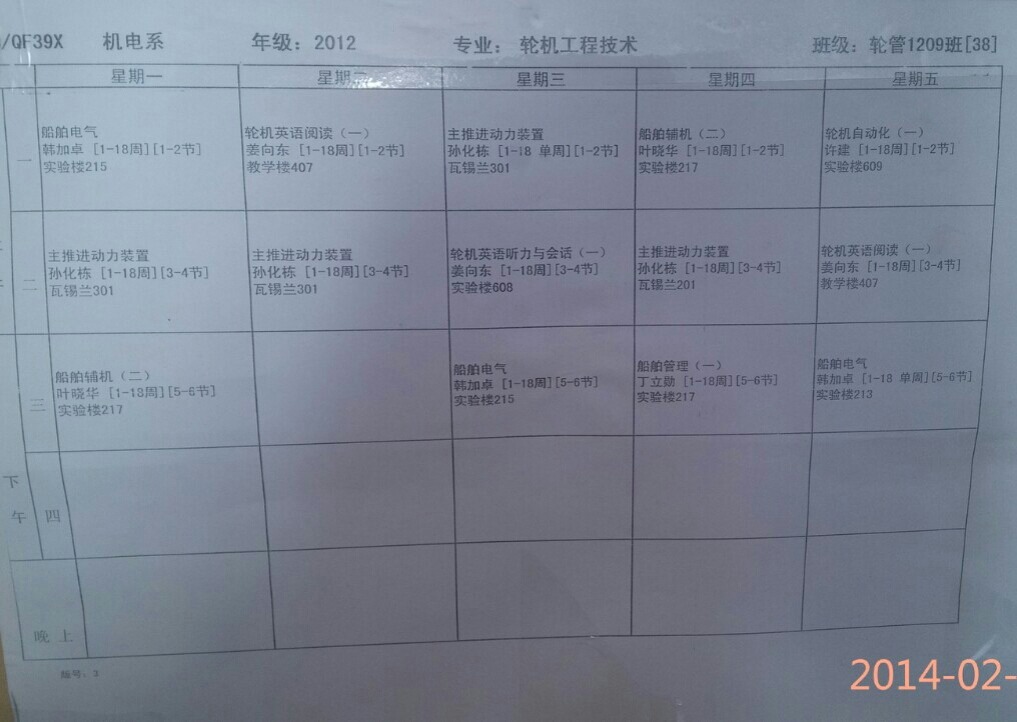 /QF39X 机电系 年级：2012 专业： 轮机工程技术 班级：轮管1209班[38]
星期一 星期二 星期三 星期四 星期五
一
船舶电气
韩加卓 [1-18周][1-2节]
实验楼215
轮机英语阅读（一）
姜向东 [1-18周][1-2节]
教学楼407
主推进动力装置
孙化栋 [1-18 单周][1-2节]
瓦锡兰301
船舶辅机（二）
叶晓华 [1-18周][1-2节]
实验楼217
轮机自动化（一）
许建 [1-18周][1-2节]
实验楼609
二
主推进动力装置
孙化栋 [1-18周][3-4节]
瓦锡兰301
主推进动力装置
孙化栋 [1-18周][3-4节]
瓦锡兰301
轮机英语听力与会话（一）
姜向东 [1-18周][3-4节]
实验楼608
主推进动力装置
孙化栋 [1-18周][3-4节]
瓦锡兰201
轮机英语阅读（一）
姜向东 [1-18周][3-4节]
教学楼407
三
船舶辅机（二）
叶晓华 [1-18周][5-6节]
实验楼217
船舶电气
韩加卓 [1-18周][5-6节]
实验楼215
船舶管理（一）
丁立勋 [1-18周][5-6节]
实验楼217
船舶电气
韩加卓 [1-18 单周][5-6节]
实验楼213
下午
四
晚上
2014-02-